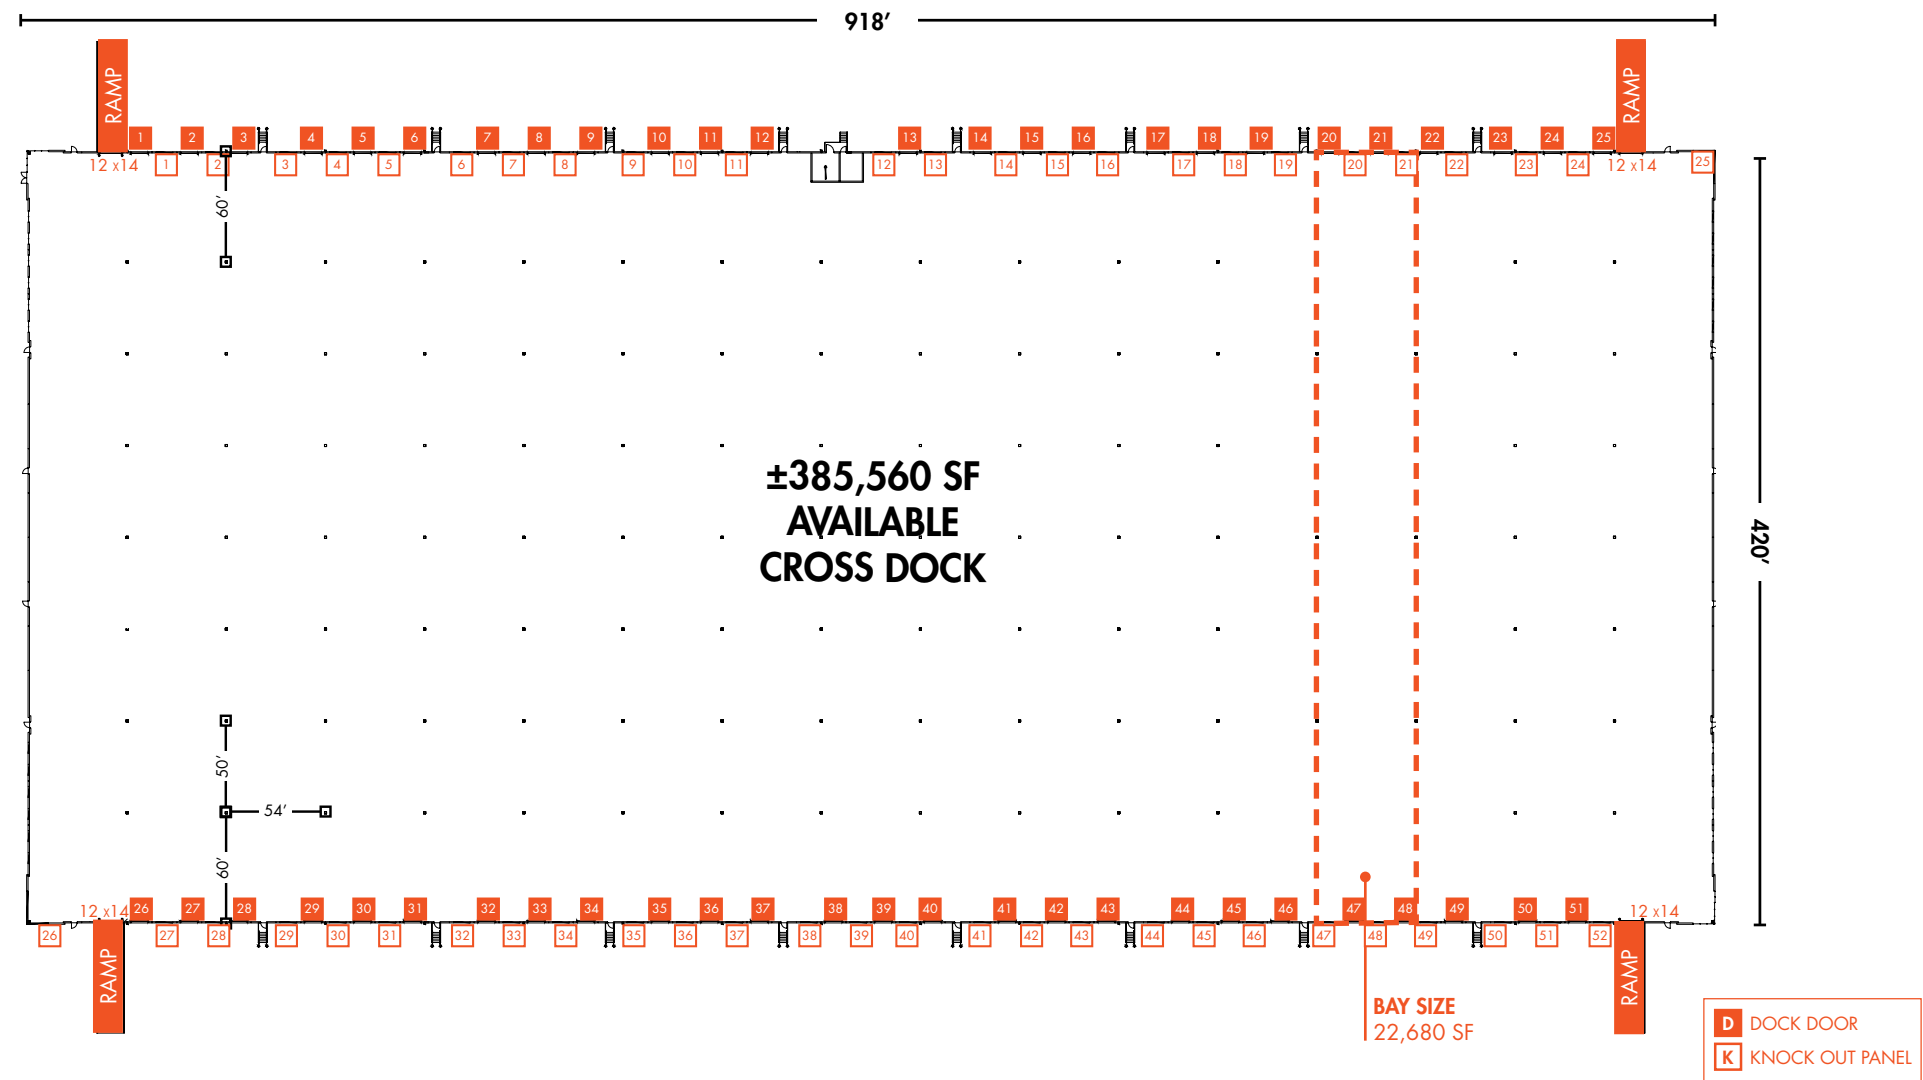 918’
RAMP
RAMP
1 2 3 4 5 6 7 8 9 10 11 12 13 14 15 16 17 18 19 20 21 22 23 24 25
12 x14 1 2 3 4 5 6 7 8 9 10 11 12 13 14 15 16 17 18 19 20 21 22 23 24 12 x14 25
60’
±385,560 SF
AVAILABLE
CROSS DOCK
420’
50’
54’
60’
12 x14 26 27 28 29 30 31 32 33 34 35 36 37 38 39 40 41 42 43 44 45 46 47 48 49 50 51 12 x14
26 27 28 29 30 31 32 33 34 35 36 37 38 39 40 41 42 43 44 45 46 47 48 49 50 51 52
RAMP
RAMP
BAY SIZE
22,680 SF
D DOCK DOOR
K KNOCK OUT PANEL